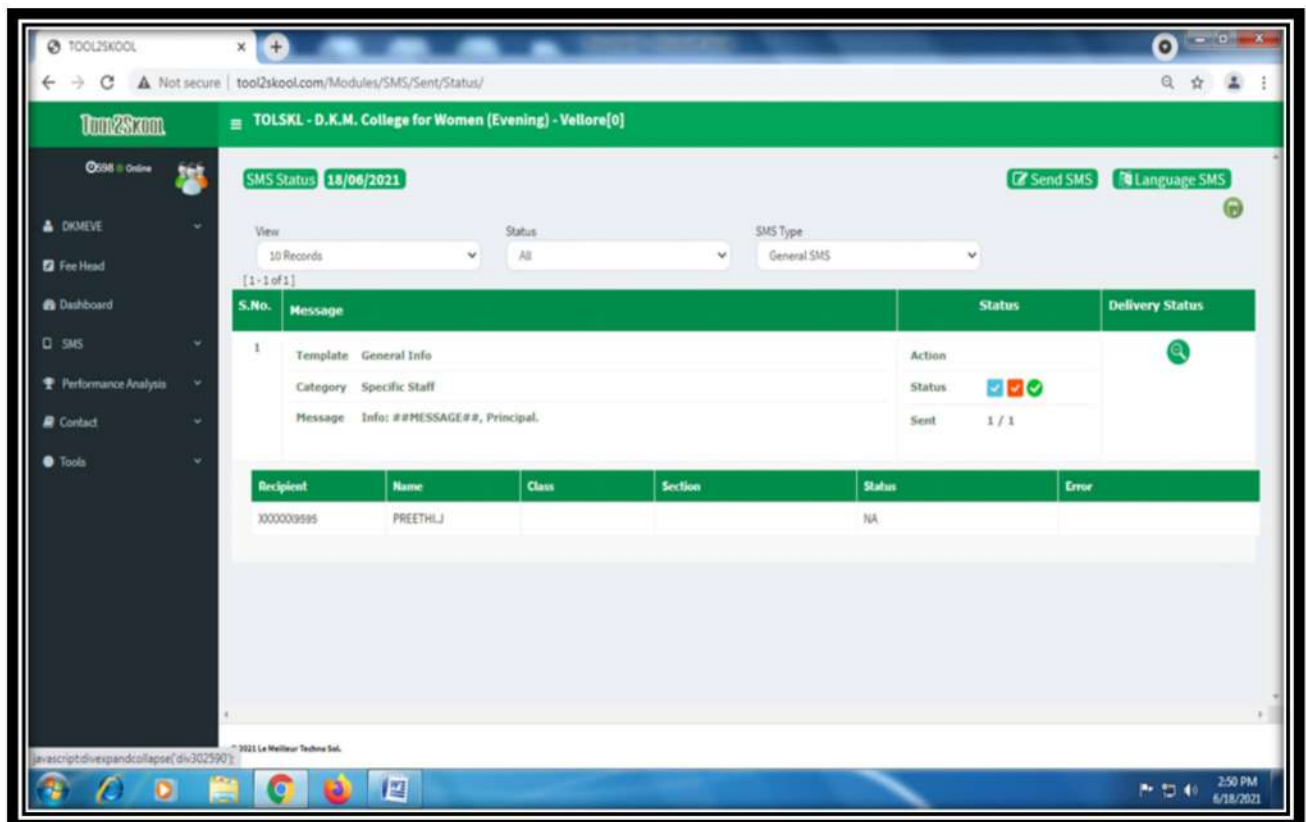 TOOL2SKOOL
Not secure | tool2skool.com/Modules/SMS/Sent/Status/
TOOL2SKOOL
TOLSKL - D.K.M. College for Women (Evening) - Vellore[0]
598 Online
SMS Status 18/06/2021
Send SMS Language SMS
DKMEVE
Fee Head
Dashboard
SMS
Performance Analysis
Contact
Tools
View Status SMS Type
10 Records All General SMS
[1 - 1 of 1]
S.No. Message Status Delivery Status
1 Template General Info Action
Category Specific Staff Status
Message Info: ##MESSAGE##, Principal. Sent 1 / 1
Recipient Name Class Section Status Error
PREETHI.J NA
2021 Le Meilleur Techno Sol.
javascript:divexpandcollapse('div302590');
2:50 PM
6/18/2021